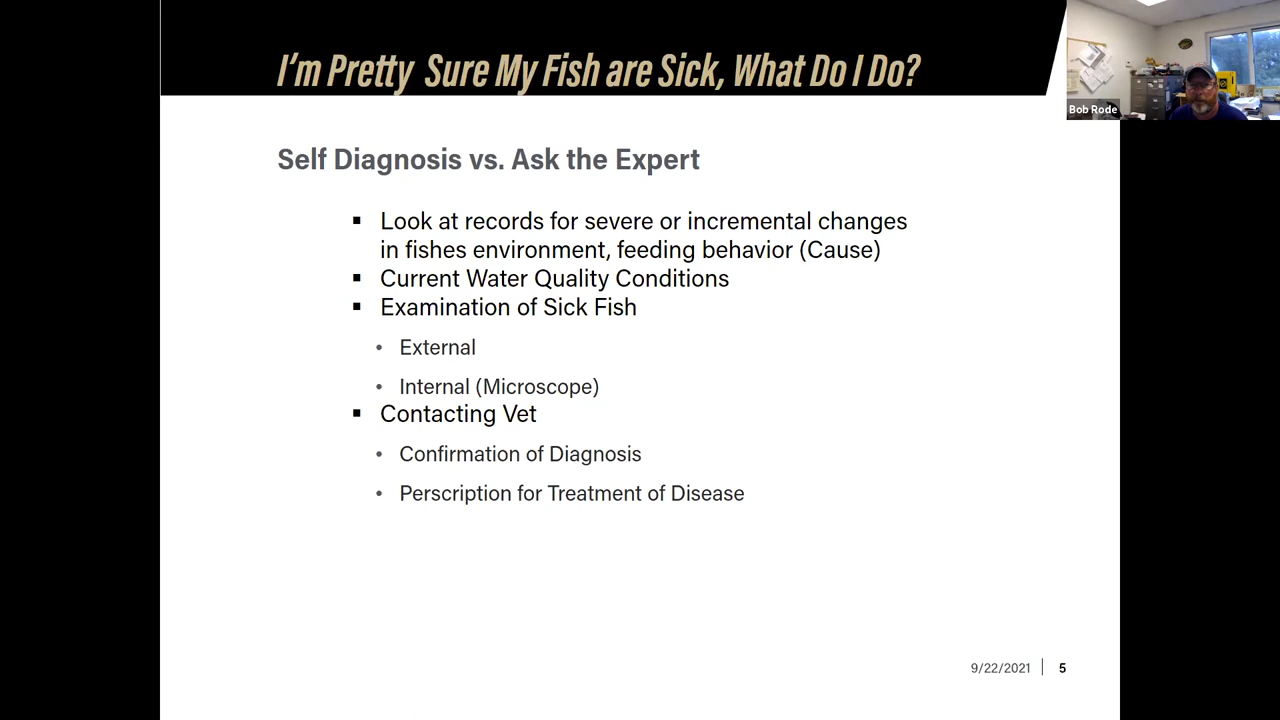 I'm Pretty Sure My Fish are Sick, What Do I Do?
Bob Rode
Self Diagnosis vs. Ask the Expert
▪ Look at records for severe or incremental changes
in fishes environment, feeding behavior (Cause)
▪ Current Water Quality Conditions
▪ Examination of Sick Fish
• External
• Internal (Microscope)
▪ Contacting Vet
• Confirmation of Diagnosis
• Perscription for Treatment of Disease
9/22/2021 | 5